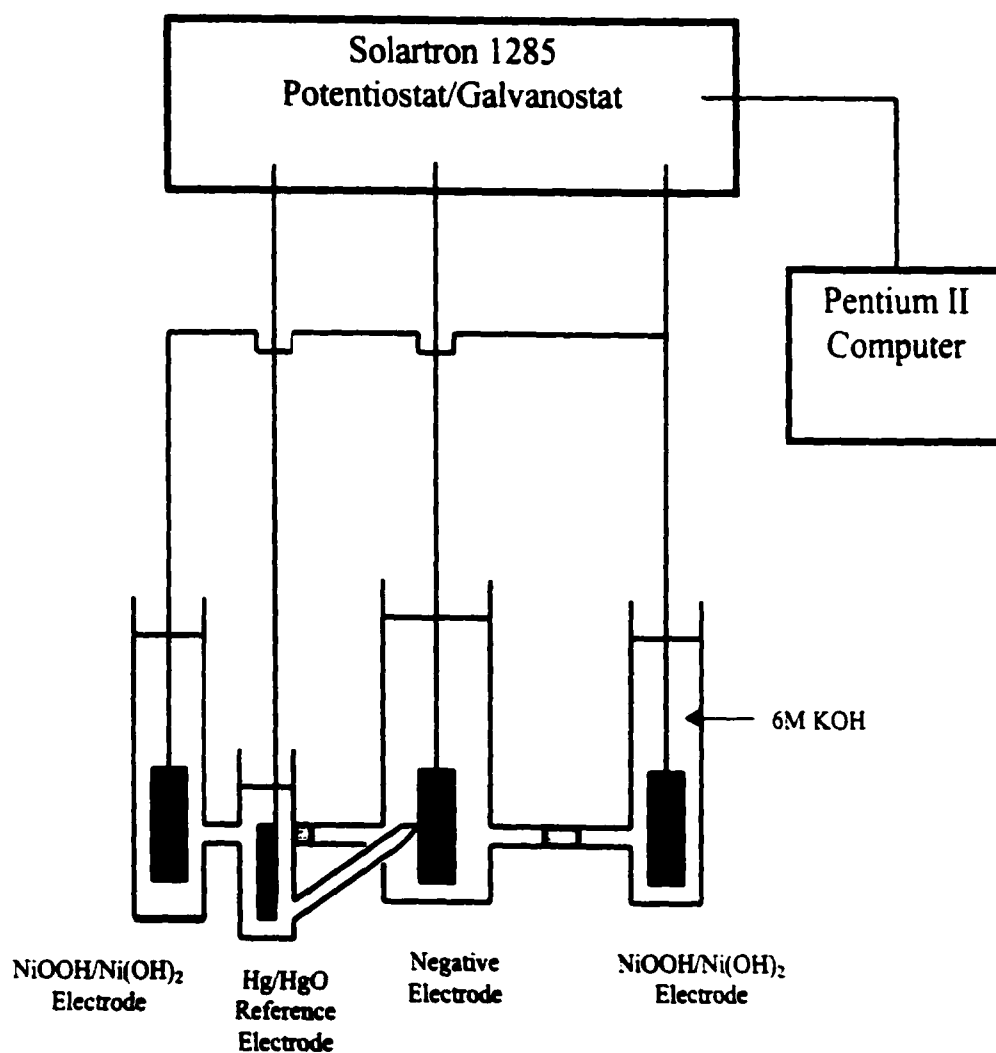 Solartron 1285
Potentiostat/Galvanostat
Pentium II
Computer
6M KOH
NiOOH/Ni(OH)₂
Electrode
Hg/HgO
Reference
Electrode
Negative
Electrode
NiOOH/Ni(OH)₂
Electrode